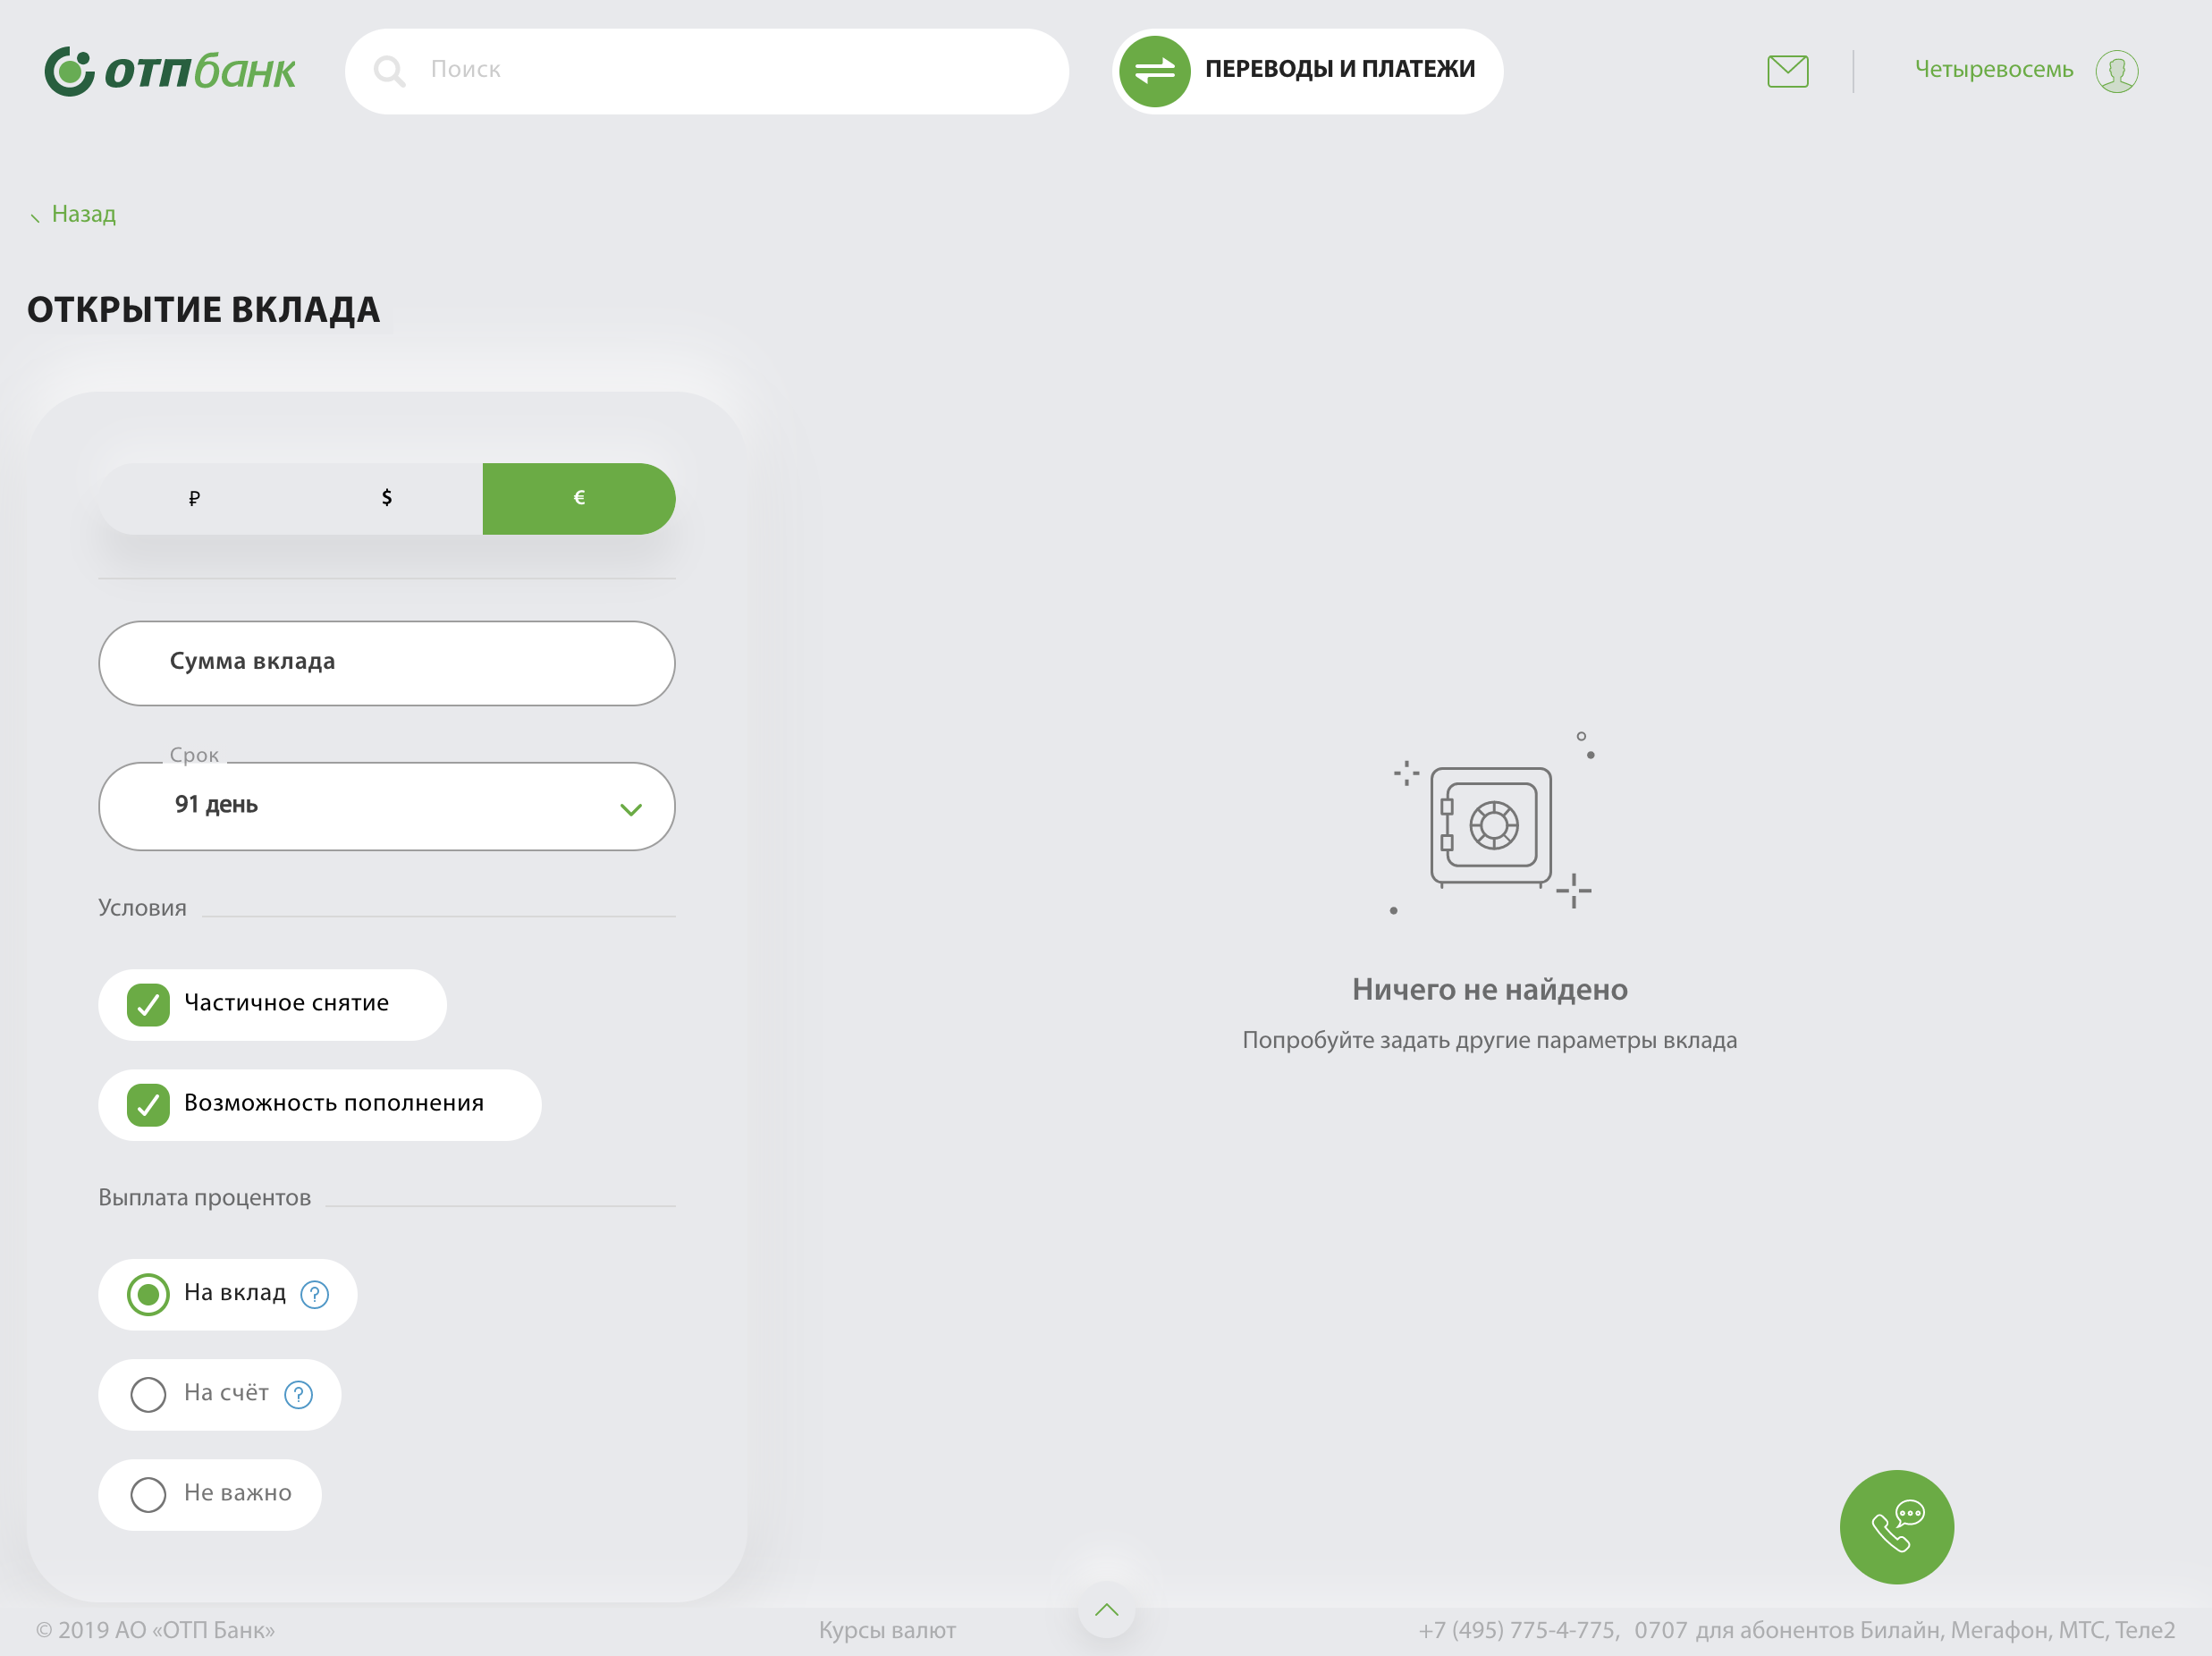 отпбанк
Поиск
ПЕРЕВОДЫ И ПЛАТЕЖИ
Четыревосемь
Назад
ОТКРЫТИЕ ВКЛАДА
₽ $ €
Сумма вклада
Срок
91 день
Условия
Частичное снятие
Возможность пополнения
Выплата процентов
На вклад ?
На счёт ?
Не важно
Ничего не найдено
Попробуйте задать другие параметры вклада
© 2019 АО «ОТП Банк»
Курсы валют
+7 (495) 775-4-775, 0707 для абонентов Билайн, Мегафон, МТС, Теле2